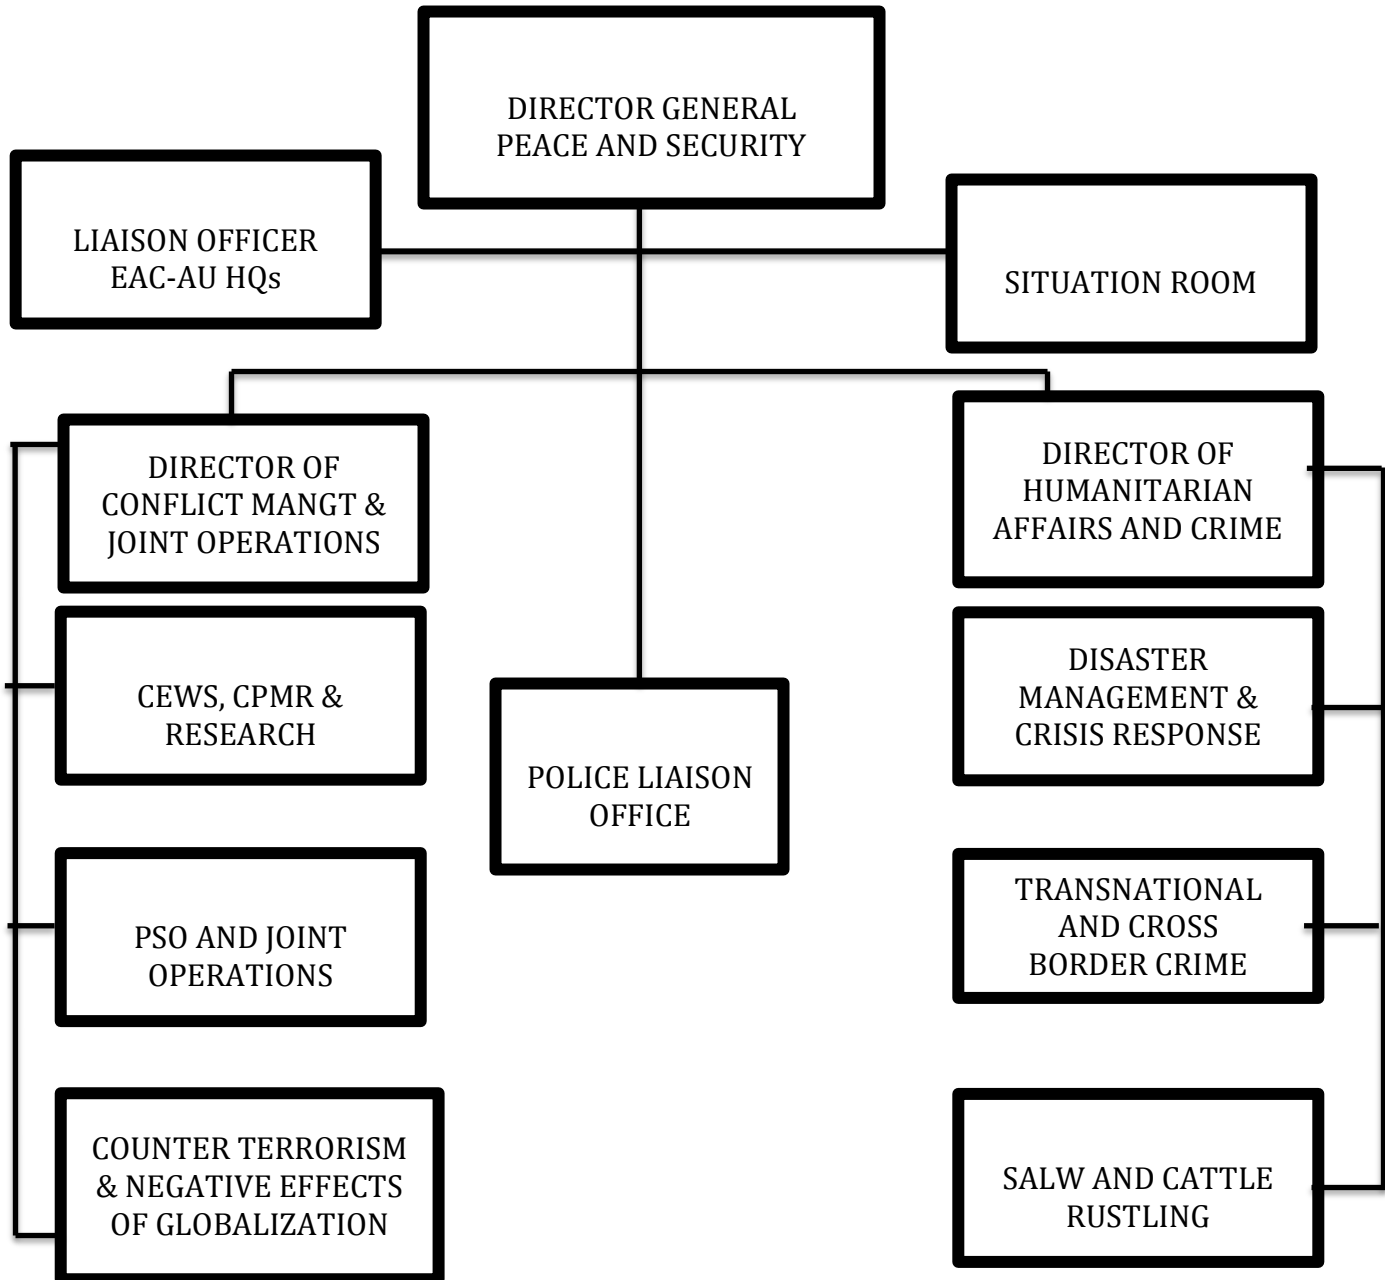 DIRECTOR GENERAL
PEACE AND SECURITY
LIAISON OFFICER
EAC-AU HQs
SITUATION ROOM
DIRECTOR OF
CONFLICT MANGT &
JOINT OPERATIONS
DIRECTOR OF
HUMANITARIAN
AFFAIRS AND CRIME
CEWS, CPMR &
RESEARCH
DISASTER
MANAGEMENT &
CRISIS RESPONSE
POLICE LIAISON
OFFICE
PSO AND JOINT
OPERATIONS
TRANSNATIONAL
AND CROSS
BORDER CRIME
COUNTER TERRORISM
& NEGATIVE EFFECTS
OF GLOBALIZATION
SALW AND CATTLE
RUSTLING